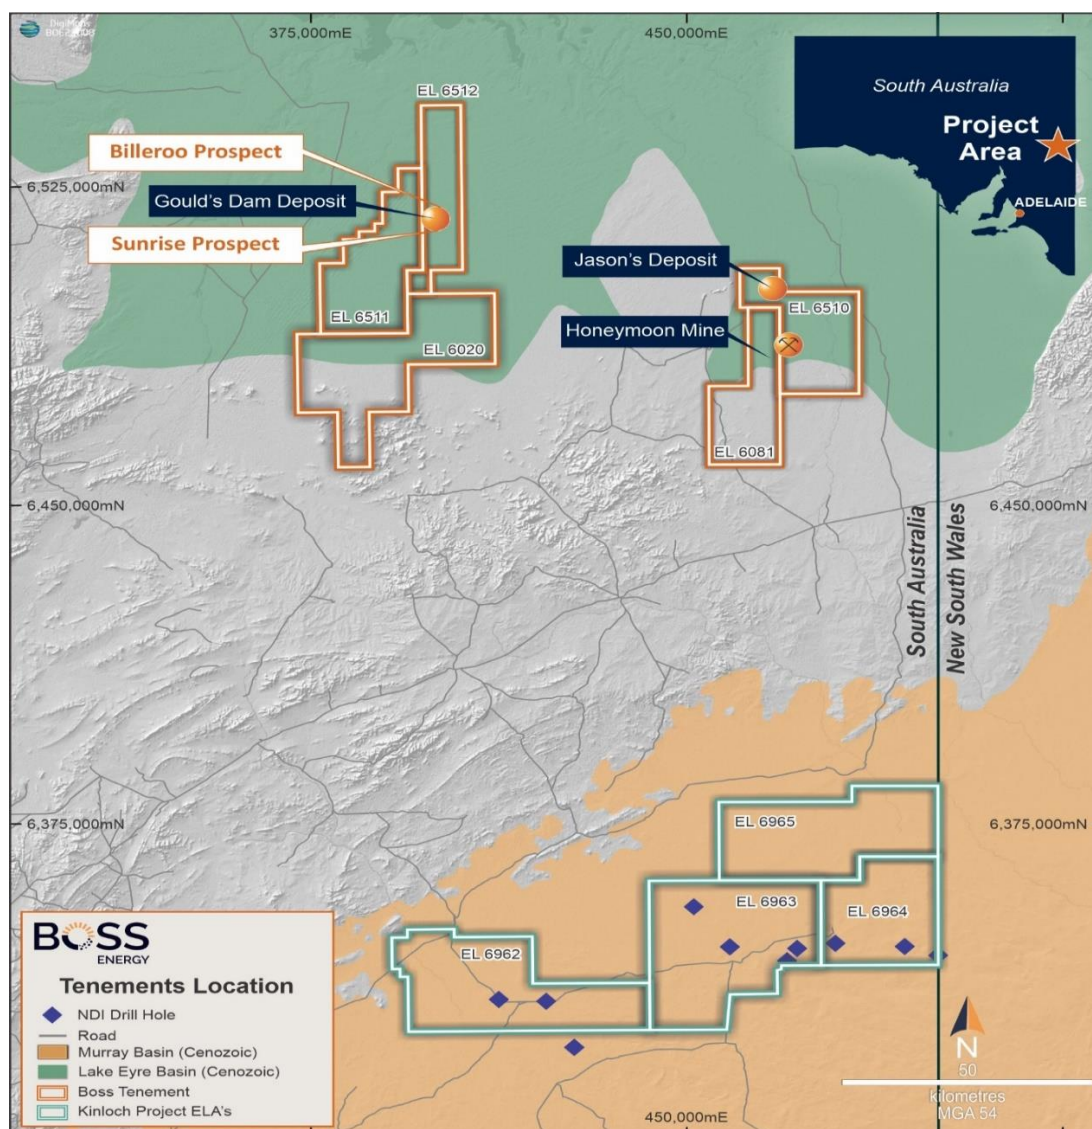 375,000mE
450,000mE
South Australia
Project
Area
ADELAIDE
EL 6512
Billeroo Prospect
6,525,000mN
6,525,000mN
Gould's Dam Deposit
Sunrise Prospect
Jason's Deposit
EL 6510
EL 6511
Honeymoon Mine
EL 6020
EL 6081
6,450,000mN
6,450,000mN
South Australia
New South Wales
6,375,000mN
6,375,000mN
EL 6965
EL 6963
EL 6964
EL 6962
BOSS
ENERGY
Tenements Location
NDI Drill Hole
Road
Murray Basin (Cenozoic)
Lake Eyre Basin (Cenozoic)
Boss Tenement
Kinloch Project ELA's
N
50
kilometres
MGA 54
450,000mE